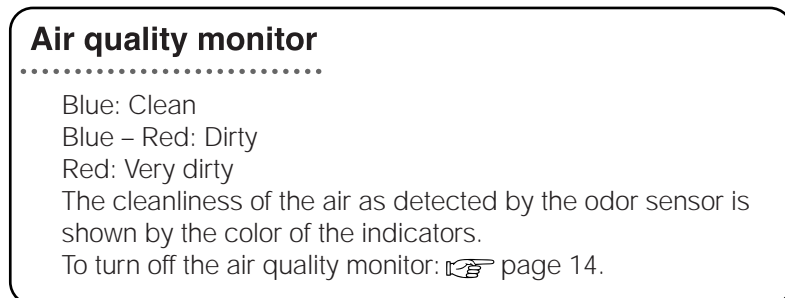 Air quality monitor
Blue: Clean
Blue – Red: Dirty
Red: Very dirty
The cleanliness of the air as detected by the odor sensor is
shown by the color of the indicators.
To turn off the air quality monitor: page 14.